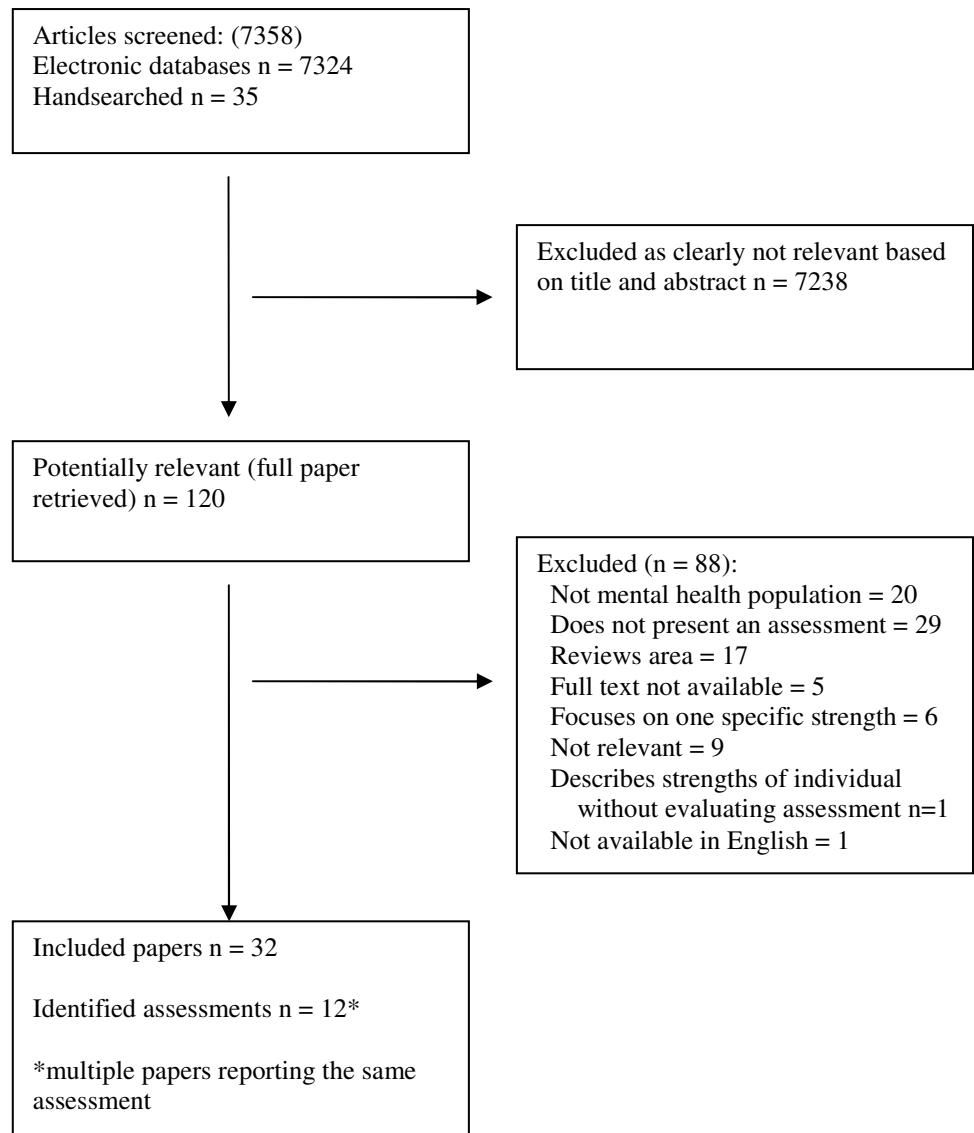 Articles screened: (7358)
Electronic databases n = 7324
Handsearched n = 35
Excluded as clearly not relevant based
on title and abstract n = 7238
Potentially relevant (full paper
retrieved) n = 120
Excluded (n = 88):
Not mental health population = 20
Does not present an assessment = 29
Reviews area = 17
Full text not available = 5
Focuses on one specific strength = 6
Not relevant = 9
Describes strengths of individual
without evaluating assessment n=1
Not available in English = 1
Included papers n = 32
Identified assessments n = 12*
*multiple papers reporting the same
assessment